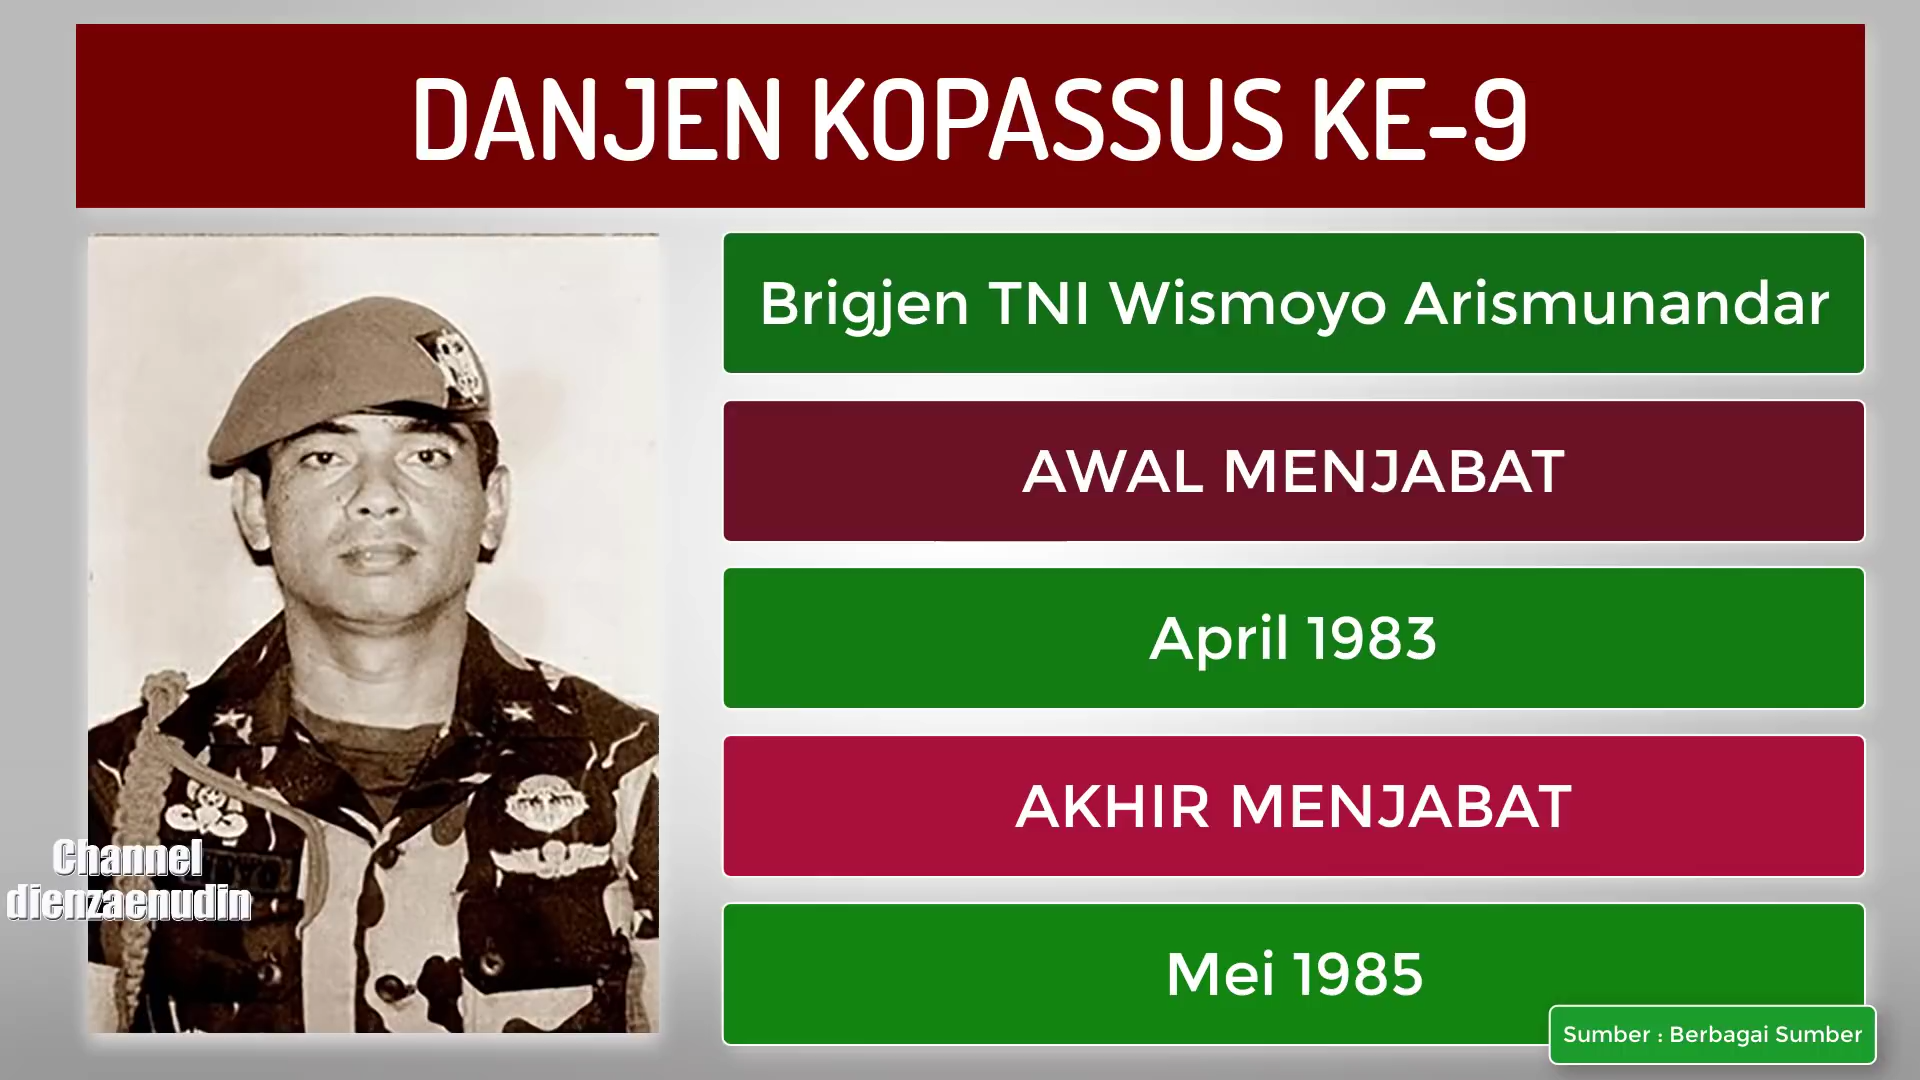 DANJEN KOPASSUS KE-9
Brigjen TNI Wismoyo Arismunandar
AWAL MENJABAT
April 1983
AKHIR MENJABAT
Mei 1985
Channel
dienzaenudin
Sumber : Berbagai Sumber